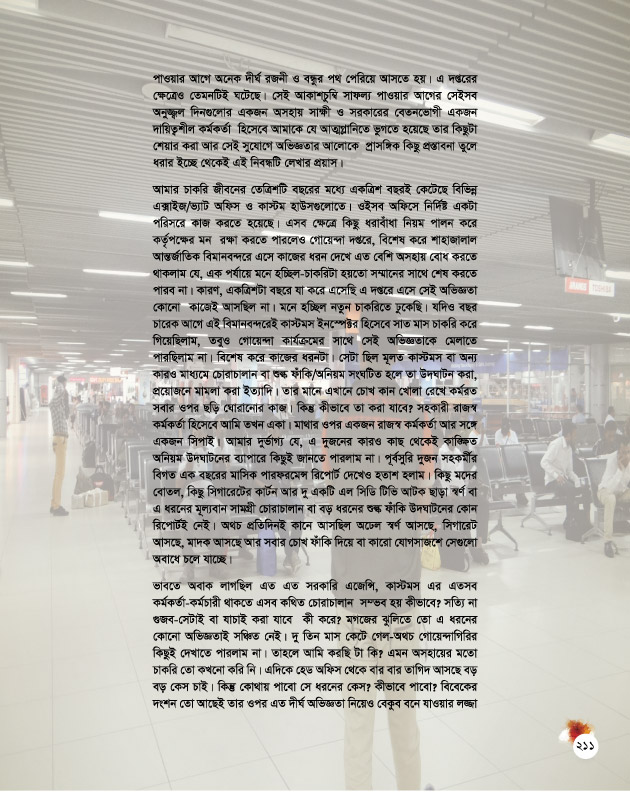 পাওয়ার আগে অনেক দীর্ঘ রজনী ও বন্ধুর পথ পেরিয়ে আসতে হয়। এ দপ্তরের
ক্ষেত্রেও তেমনটিই ঘটেছে। সেই আকাশচুম্বি সাফল্য পাওয়ার আগের সেইসব
অনুজ্জ্বল দিনগুলোর একজন অসহায় সাক্ষী ও সরকারের বেতনভোগী একজন
দায়িত্বশীল কর্মকর্তা হিসেবে আমাকে যে আত্মগ্লানিতে ভুগতে হয়েছে তার কিছুটা
শেয়ার করা আর সেই সুযোগে অভিজ্ঞতার আলোকে প্রাসঙ্গিক কিছু প্রস্তাবনা তুলে
ধরার ইচ্ছে থেকেই এই নিবন্ধটি লেখার প্রয়াস।
আমার চাকরি জীবনের তেত্রিশটি বছরের মধ্যে একত্রিশ বছরই কেটেছে বিভিন্ন
এক্সাইজ/ভ্যাট অফিস ও কাস্টম হাউসগুলোতে। ওইসব অফিসে নির্দিষ্ট একটা
পরিসরে কাজ করতে হয়েছে। এসব ক্ষেত্রে কিছু ধরাবাঁধা নিয়ম পালন করে
কর্তৃপক্ষের মন রক্ষা করতে পারলেও গোয়েন্দা দপ্তরে, বিশেষ করে শাহাজালাল
আন্তর্জাতিক বিমানবন্দরে এসে কাজের ধরন দেখে এত বেশি অসহায় বোধ করতে
থাকলাম যে, এক পর্যায়ে মনে হচ্ছিল-চাকরিটা হয়তো সম্মানের সাথে শেষ করতে
পারব না। কারণ, একত্রিশটা বছরে যা করে এসেছি এ দপ্তরে এসে সেই অভিজ্ঞতা
কোনো কাজেই আসছিল না। মনে হচ্ছিল নতুন চাকরিতে ঢুকেছি। যদিও বছর
চারেক আগে এই বিমানবন্দরেই কাস্টমস ইনস্পেক্টর হিসেবে সাত মাস চাকরি করে
গিয়েছিলাম, তবুও গোয়েন্দা কার্যক্রমের সাথে সেই অভিজ্ঞতাকে মেলাতে
পারছিলাম না। বিশেষ করে কাজের ধরনটা। সেটা ছিল মূলত কাস্টমস বা অন্য
কারও মাধ্যমে চোরাচালান বা শুল্ক ফাঁকি/অনিয়ম সংঘটিত হলে তা উদঘাটন করা,
প্রয়োজনে মামলা করা ইত্যাদি। তার মানে এখানে চোখ কান খোলা রেখে কর্মরত
সবার ওপর ছড়ি ঘোরানোর কাজ। কিন্তু কীভাবে তা করা যাবে? সহকারী রাজস্ব
কর্মকর্তা হিসেবে আমি তখন একা। মাথার ওপর একজন রাজস্ব কর্মকর্তা আর সঙ্গে
একজন সিপাই। আমার দুর্ভাগ্য যে, এ দুজনের কারও কাছ থেকেই কাঙ্ক্ষিত
অনিয়ম উদঘাটনের ব্যাপারে কিছুই জানতে পারলাম না। পূর্বসুরি দুজন সহকর্মীর
বিগত এক বছরের মাসিক পারফরমেন্স রিপোর্ট দেখেও হতাশ হলাম। কিছু মদের
বোতল, কিছু সিগারেটের কার্টন আর দু একটি এল সিডি টিভি আটক ছাড়া স্বর্ণ বা
এ ধরনের মূল্যবান সামগ্রী চোরাচালান বা বড় ধরনের শুল্ক ফাঁকি উদঘাটনের কোন
রিপোর্টই নেই। অথচ প্রতিদিনই কানে আসছিল অঢেল স্বর্ণ আসছে, সিগারেট
আসছে, মাদক আসছে আর সবার চোখ ফাঁকি দিয়ে বা কারো যোগসাজশে সেগুলো
অবাধে চলে যাচ্ছে।
ভাবতে অবাক লাগছিল এত এত সরকারি এজেন্সি, কাস্টমস এর এতসব
কর্মকর্তা-কর্মচারী থাকতে এসব কথিত চোরাচালান সম্ভব হয় কীভাবে? সত্যি না
গুজব-সেটাই বা যাচাই করা যাবে কী করে? মগজের ঝুলিতে তো এ ধরনের
কোনো অভিজ্ঞতাই সঞ্চিত নেই। দু তিন মাস কেটে গেল-অথচ গোয়েন্দাগিরির
কিছুই দেখাতে পারলাম না। তাহলে আমি করছি টা কি? এমন অসহায়ের মতো
চাকরি তো কখনো করি নি। এদিকে হেড অফিস থেকে বার বার তাগিদ আসছে বড়
বড় কেস চাই। কিন্তু কোথায় পাবো সে ধরনের কেস? কীভাবে পাবো? বিবেকের
দংশন তো আছেই তার ওপর এত দীর্ঘ অভিজ্ঞতা নিয়েও বেকুব বনে যাওয়ার লজ্জা
২১১